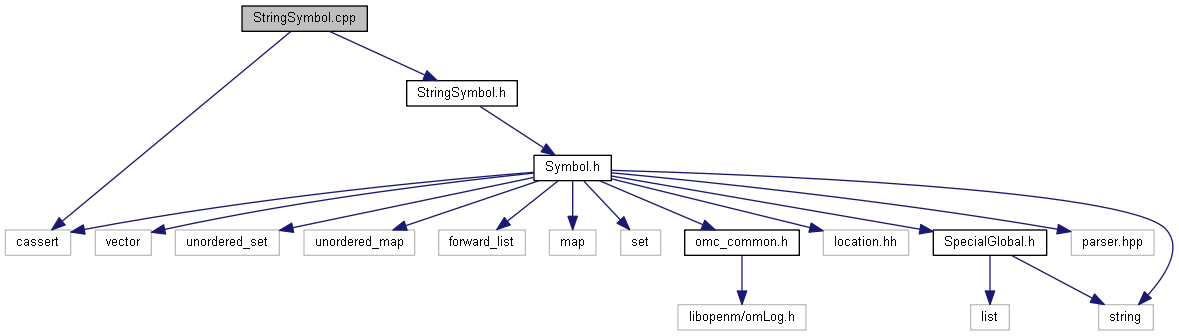 StringSymbol.cpp
StringSymbol.h
Symbol.h
cassert
vector
unordered_set
unordered_map
forward_list
map
set
omc_common.h
location.hh
SpecialGlobal.h
parser.hpp
libopenm/omLog.h
list
string